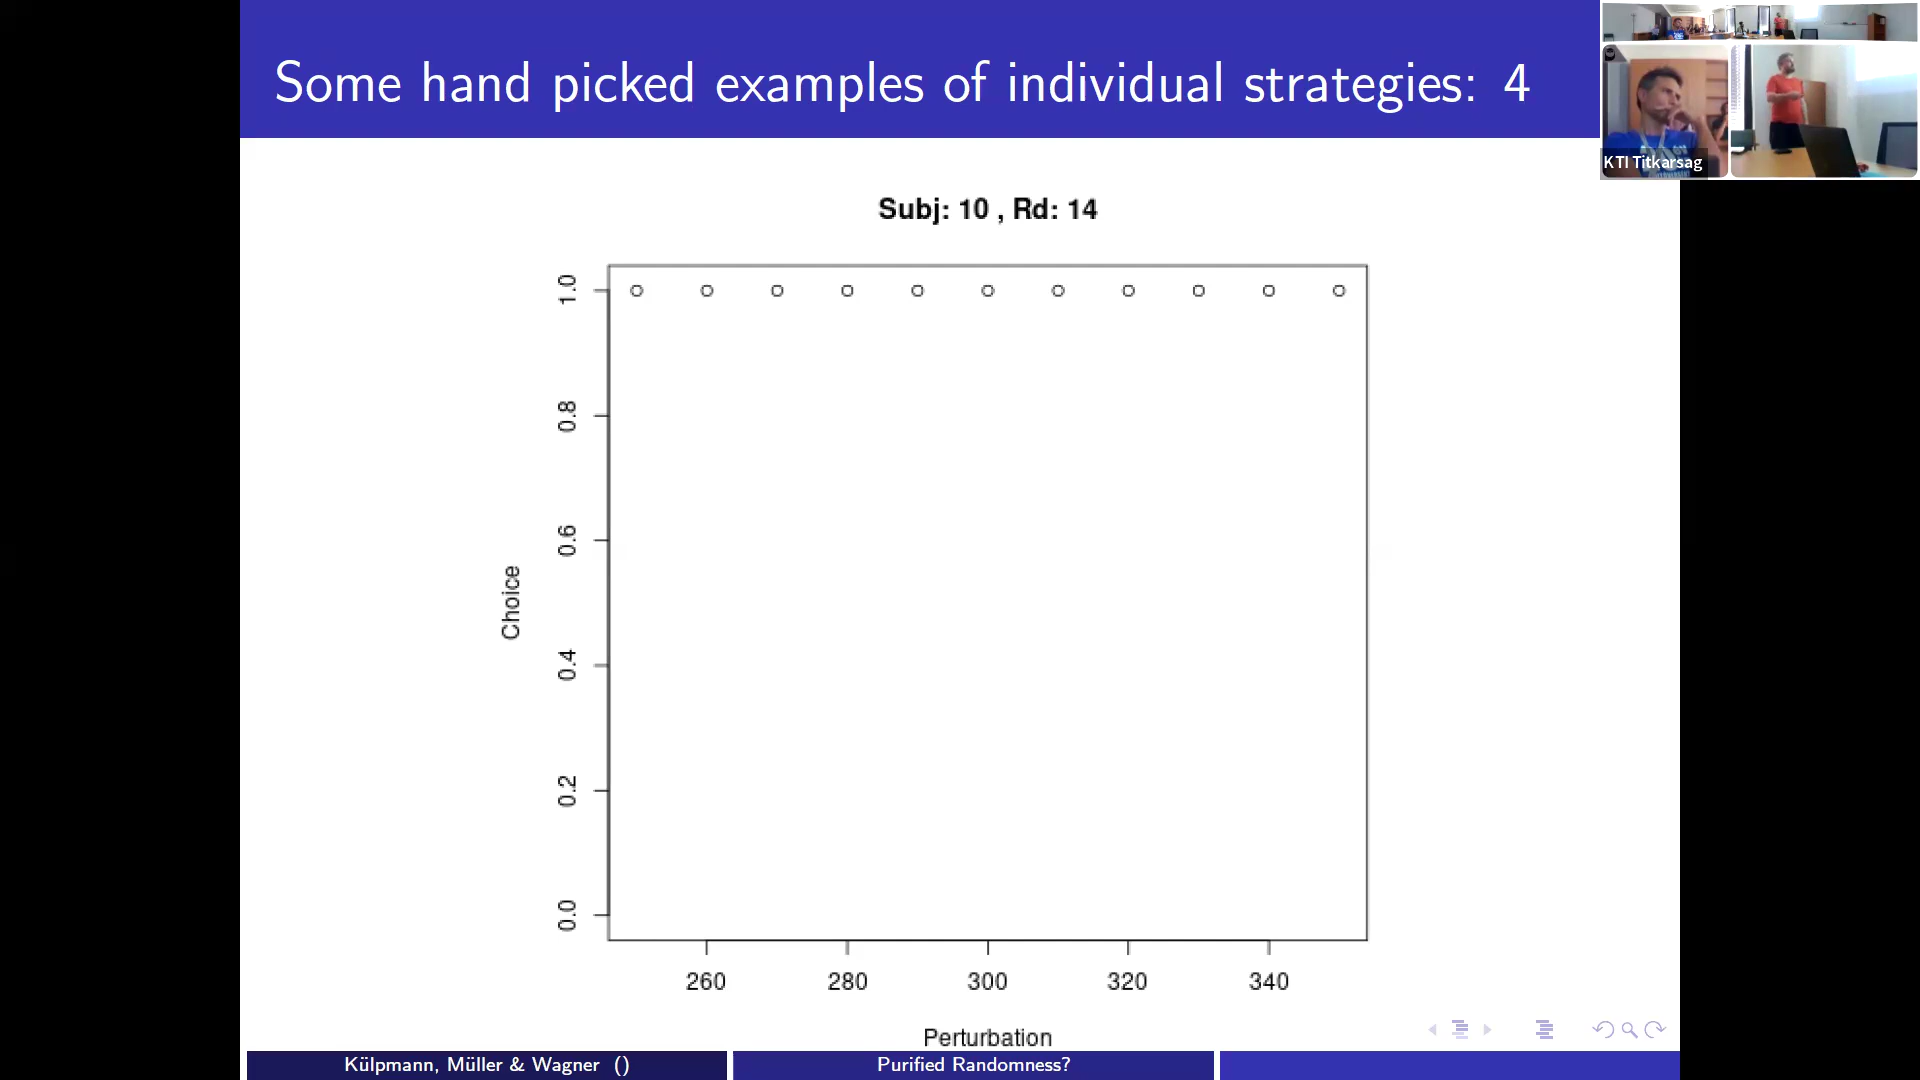 Some hand picked examples of individual strategies: 4
KTI Titkarsag
Subj: 10 , Rd: 14
1.0
0.8
0.6
0.4
0.2
0.0
Choice
260 280 300 320 340
Perturbation
Külpmann, Müller & Wagner () Purified Randomness?